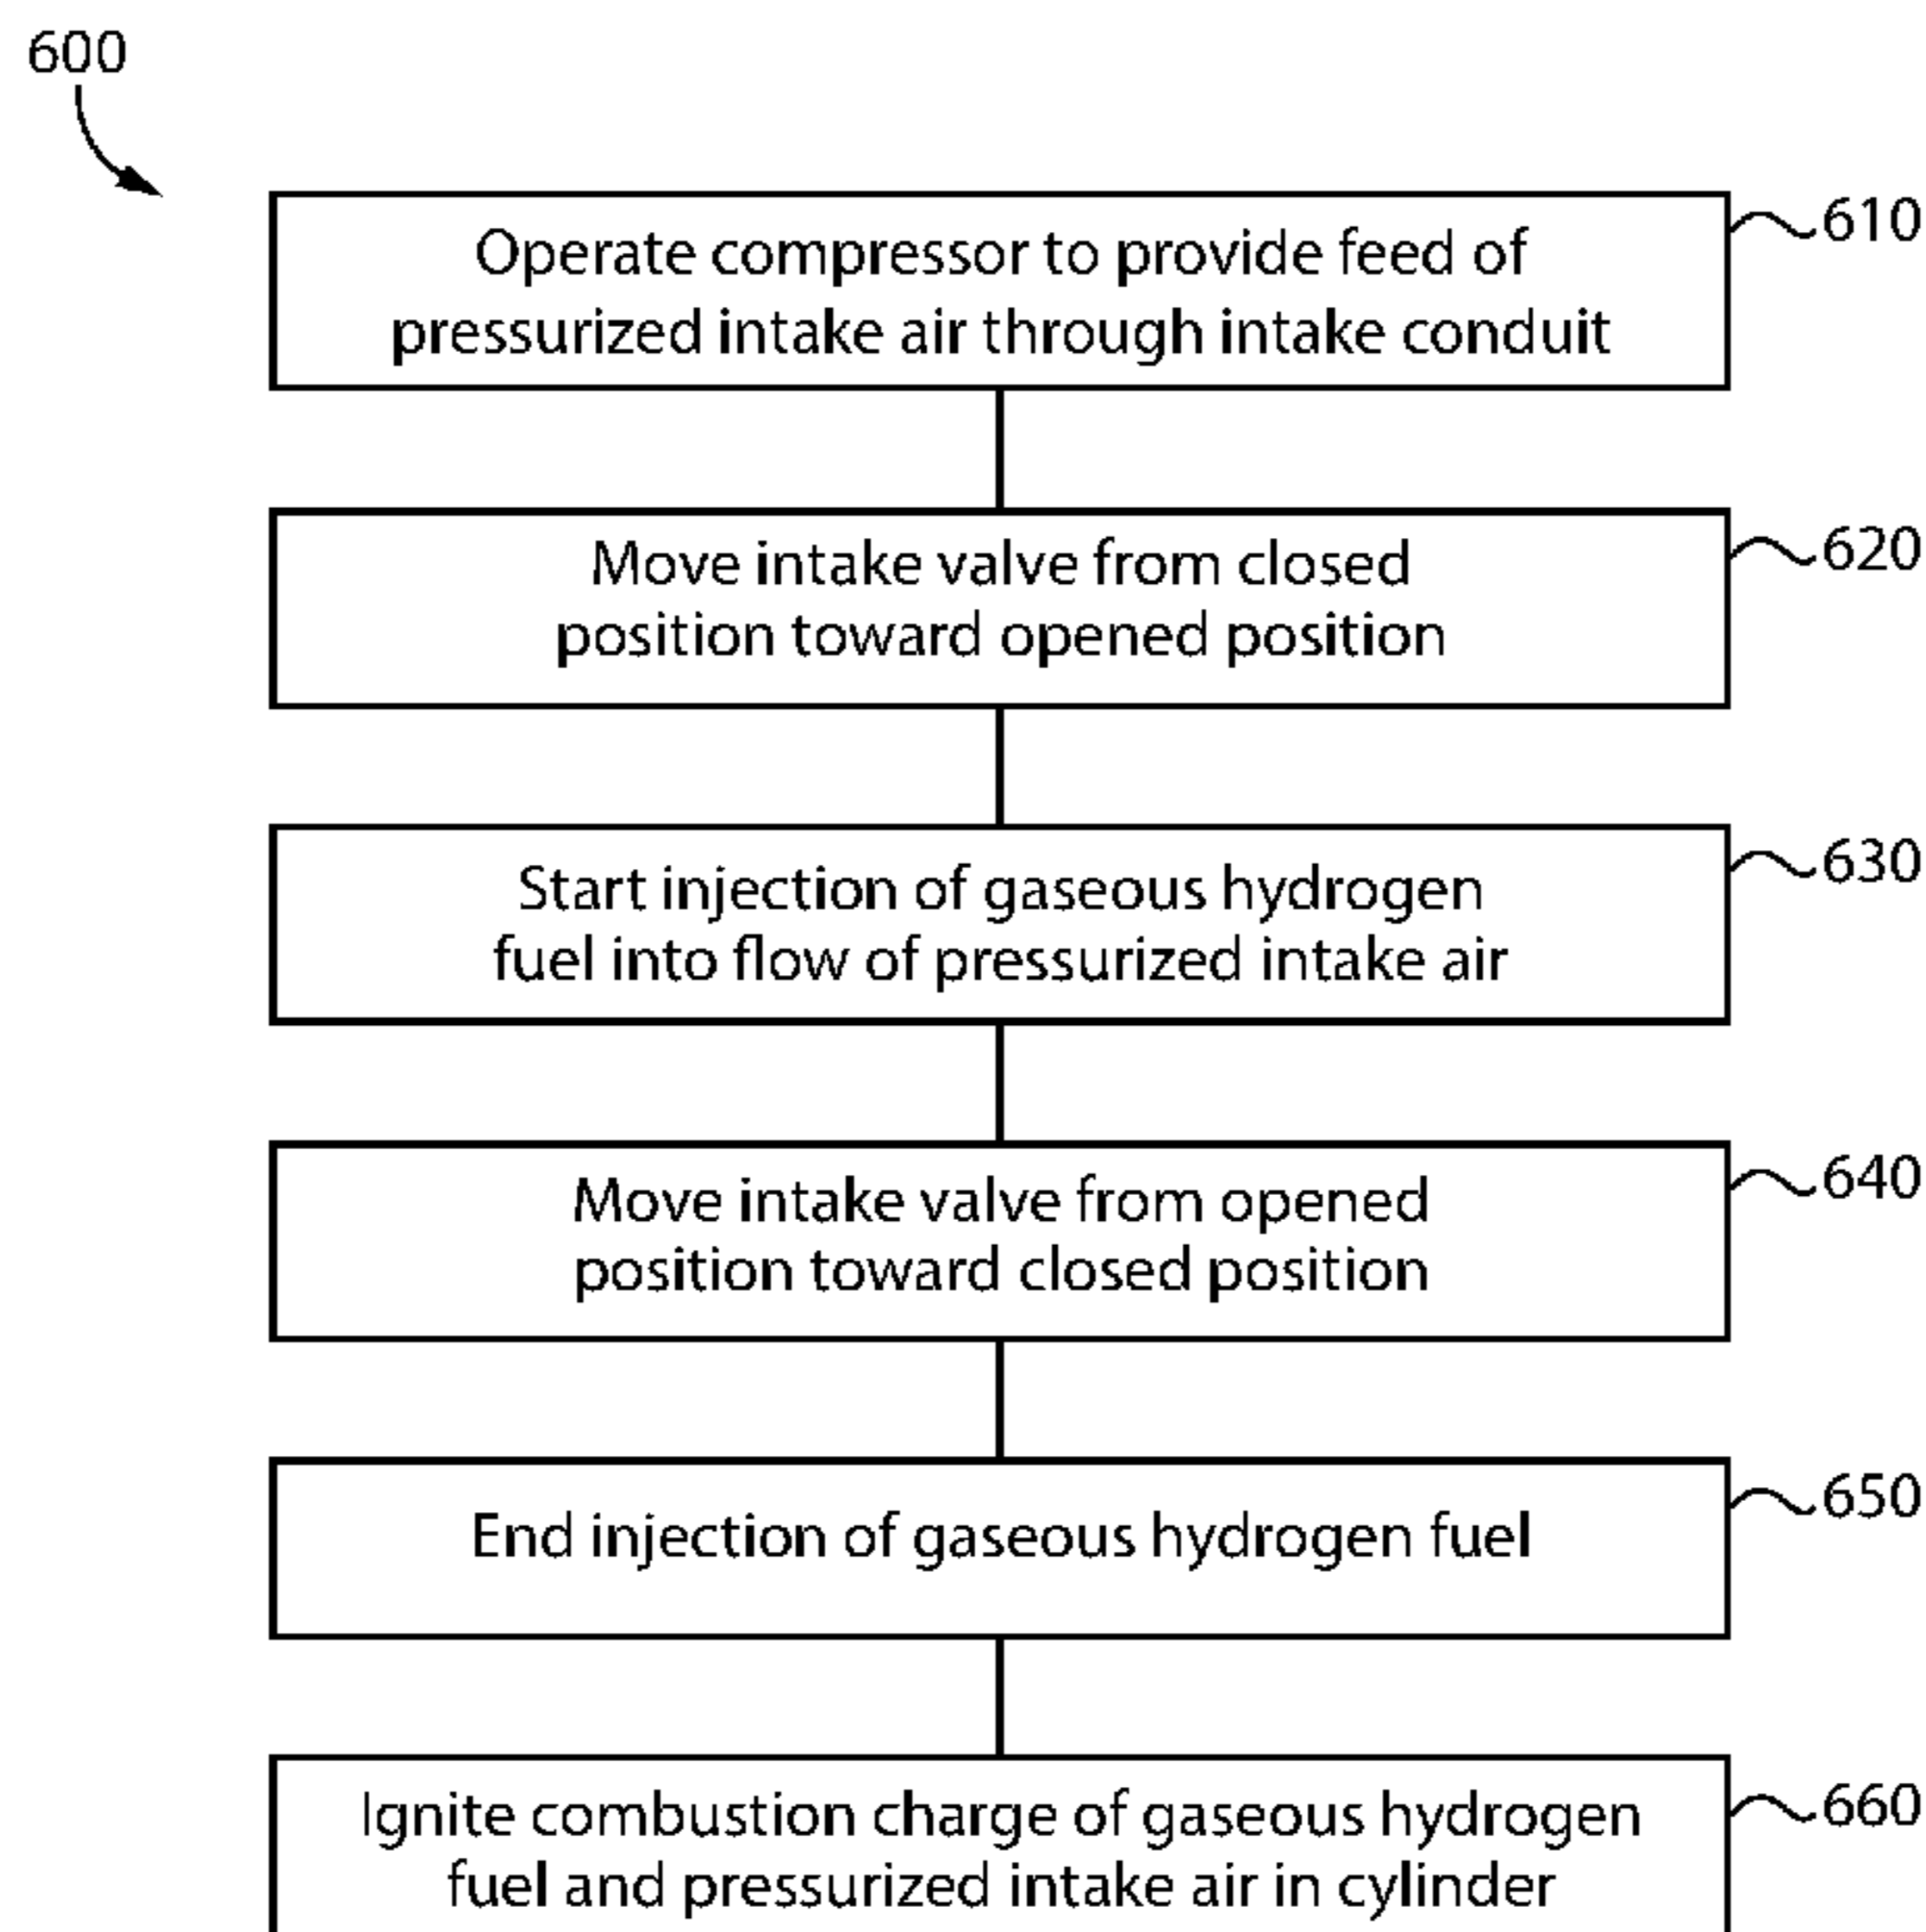 600
Operate compressor to provide feed of
pressurized intake air through intake conduit
610
Move intake valve from closed
position toward opened position
620
Start injection of gaseous hydrogen
fuel into flow of pressurized intake air
630
Move intake valve from opened
position toward closed position
640
End injection of gaseous hydrogen fuel
650
Ignite combustion charge of gaseous hydrogen
fuel and pressurized intake air in cylinder
660